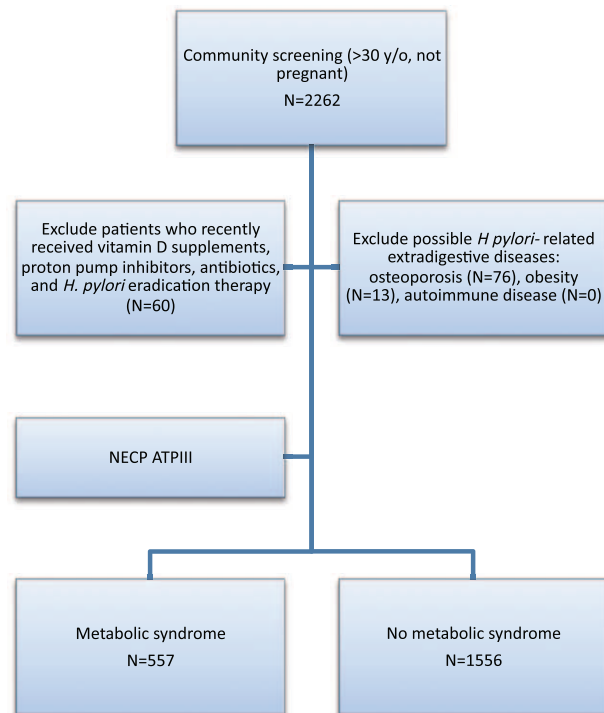 Community screening (>30 y/o, not
pregnant)
N=2262
Exclude patients who recently
received vitamin D supplements,
proton pump inhibitors, antibiotics,
and H. pylori eradication therapy
(N=60)
Exclude possible H pylori- related
extradigestive diseases:
osteoporosis (N=76), obesity
(N=13), autoimmune disease (N=0)
NECP ATPIII
Metabolic syndrome
N=557
No metabolic syndrome
N=1556